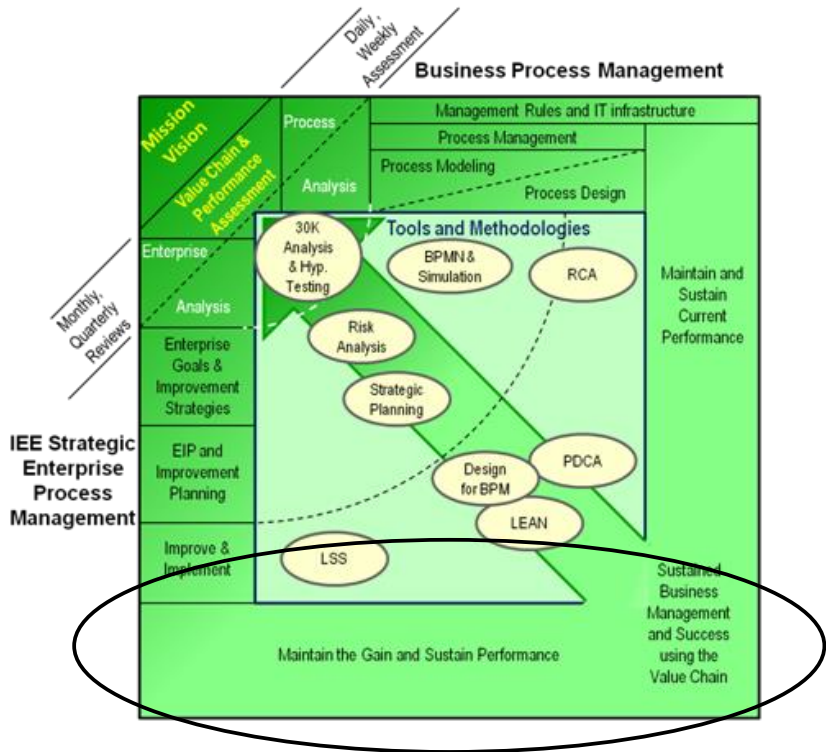 Daily,
Weekly
Assessment
Business Process Management
Mission
Vision
Value Chain &
Performance
Assessment
Process
Analysis
Management Rules and IT infrastructure
Process Management
Process Modeling
Process Design
Enterprise
Analysis
Monthly,
Quarterly
Reviews
Tools and Methodologies
30K
Analysis
& Hyp.
Testing
BPMN &
Simulation
RCA
Maintain and
Sustain
Current
Performance
Risk
Analysis
Strategic
Planning
Enterprise
Goals &
Improvement
Strategies
IEE Strategic
Enterprise
Process
Management
EIP and
Improvement
Planning
Design
for BPM
PDCA
LEAN
Improve &
Implement
LSS
Sustained
Business
Management
and Success
using the
Value Chain
Maintain the Gain and Sustain Performance